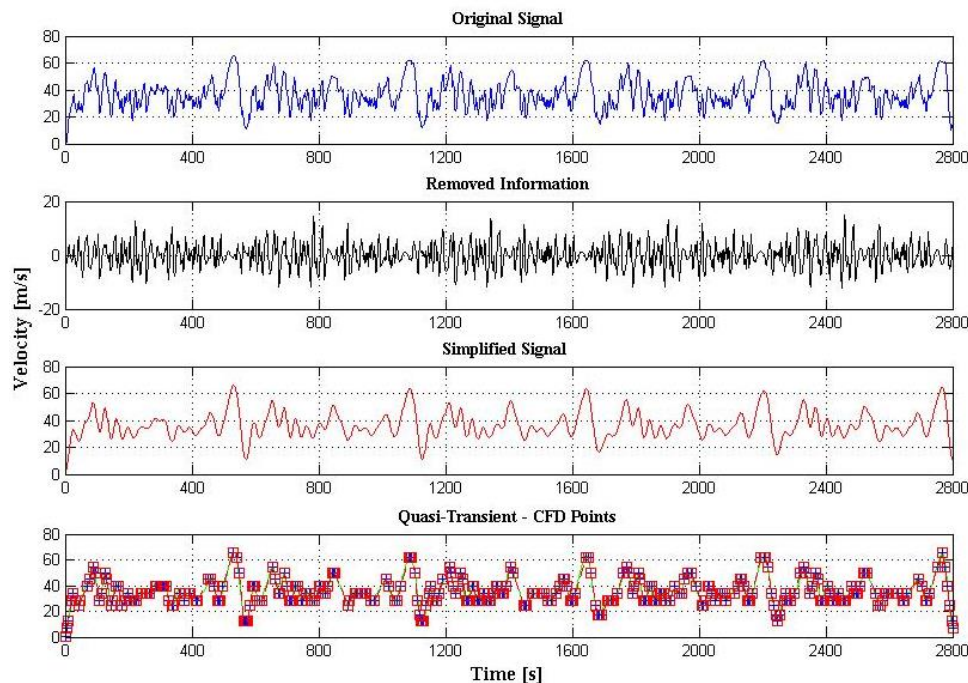 Original Signal
80
60
40
20
0
0 400 800 1200 1600 2000 2400 2800
Removed Information
20
0
-20
0 400 800 1200 1600 2000 2400 2800
Velocity [m/s]
Simplified Signal
80
60
40
20
0
0 400 800 1200 1600 2000 2400 2800
Quasi-Transient - CFD Points
80
60
40
20
0
0 400 800 1200 1600 2000 2400 2800
Time [s]